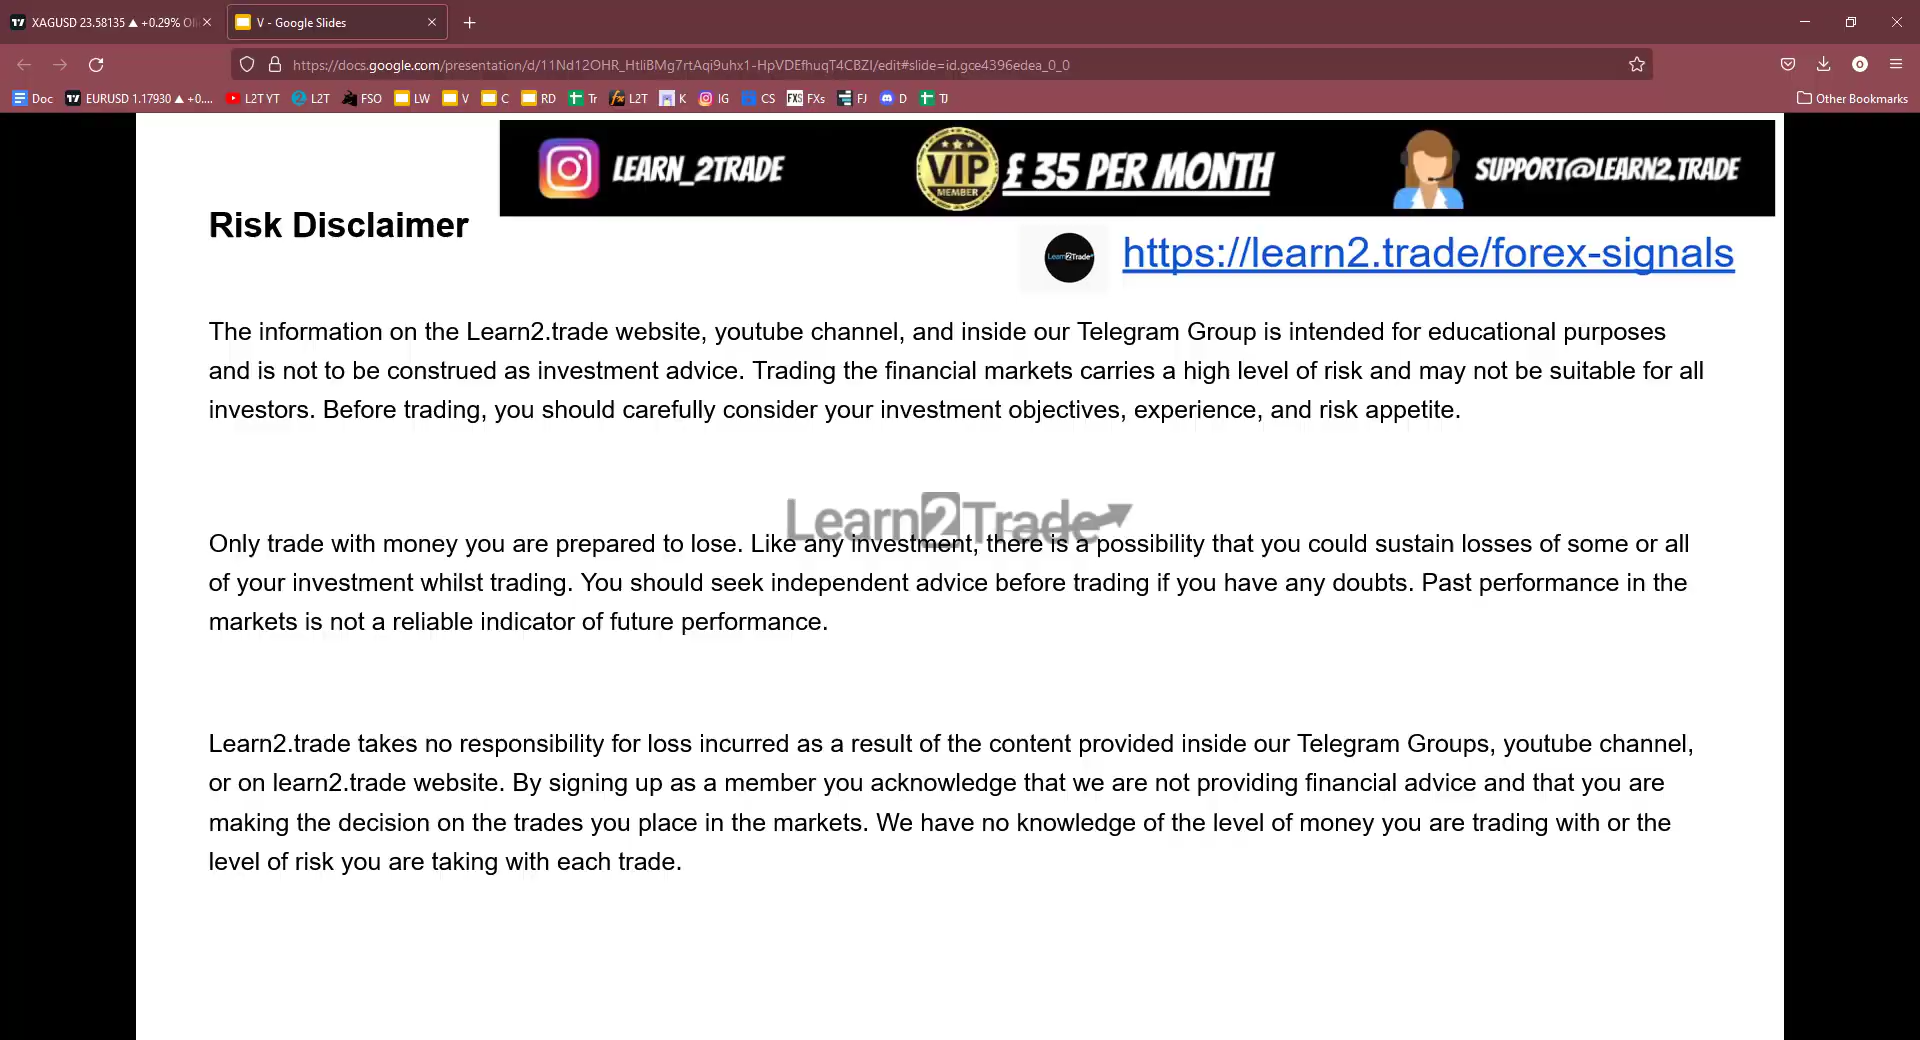 XAGUSD 23.58135 ▲ +0.29%
V - Google Slides
https://docs.google.com/presentation/d/11Nd12OHR_HtliBMg7rtAqi9uhx1-HpVDEfhuqT4CBZI/edit#slide=id.gce4396edea_0_0
Doc EURUSD 1.17930 ▲ +0.... L2T YT L2T FSO LW V C RD Tr L2T K IG CS FXs FJ D TJ Other Bookmarks
LEARN_2TRADE VIP MEMBER £ 35 PER MONTH SUPPORT@LEARN2.TRADE
Risk Disclaimer
Learn2Trade https://learn2.trade/forex-signals
The information on the Learn2.trade website, youtube channel, and inside our Telegram Group is intended for educational purposes
and is not to be construed as investment advice. Trading the financial markets carries a high level of risk and may not be suitable for all
investors. Before trading, you should carefully consider your investment objectives, experience, and risk appetite.
Learn2Trade
Only trade with money you are prepared to lose. Like any investment, there is a possibility that you could sustain losses of some or all
of your investment whilst trading. You should seek independent advice before trading if you have any doubts. Past performance in the
markets is not a reliable indicator of future performance.
Learn2.trade takes no responsibility for loss incurred as a result of the content provided inside our Telegram Groups, youtube channel,
or on learn2.trade website. By signing up as a member you acknowledge that we are not providing financial advice and that you are
making the decision on the trades you place in the markets. We have no knowledge of the level of money you are trading with or the
level of risk you are taking with each trade.